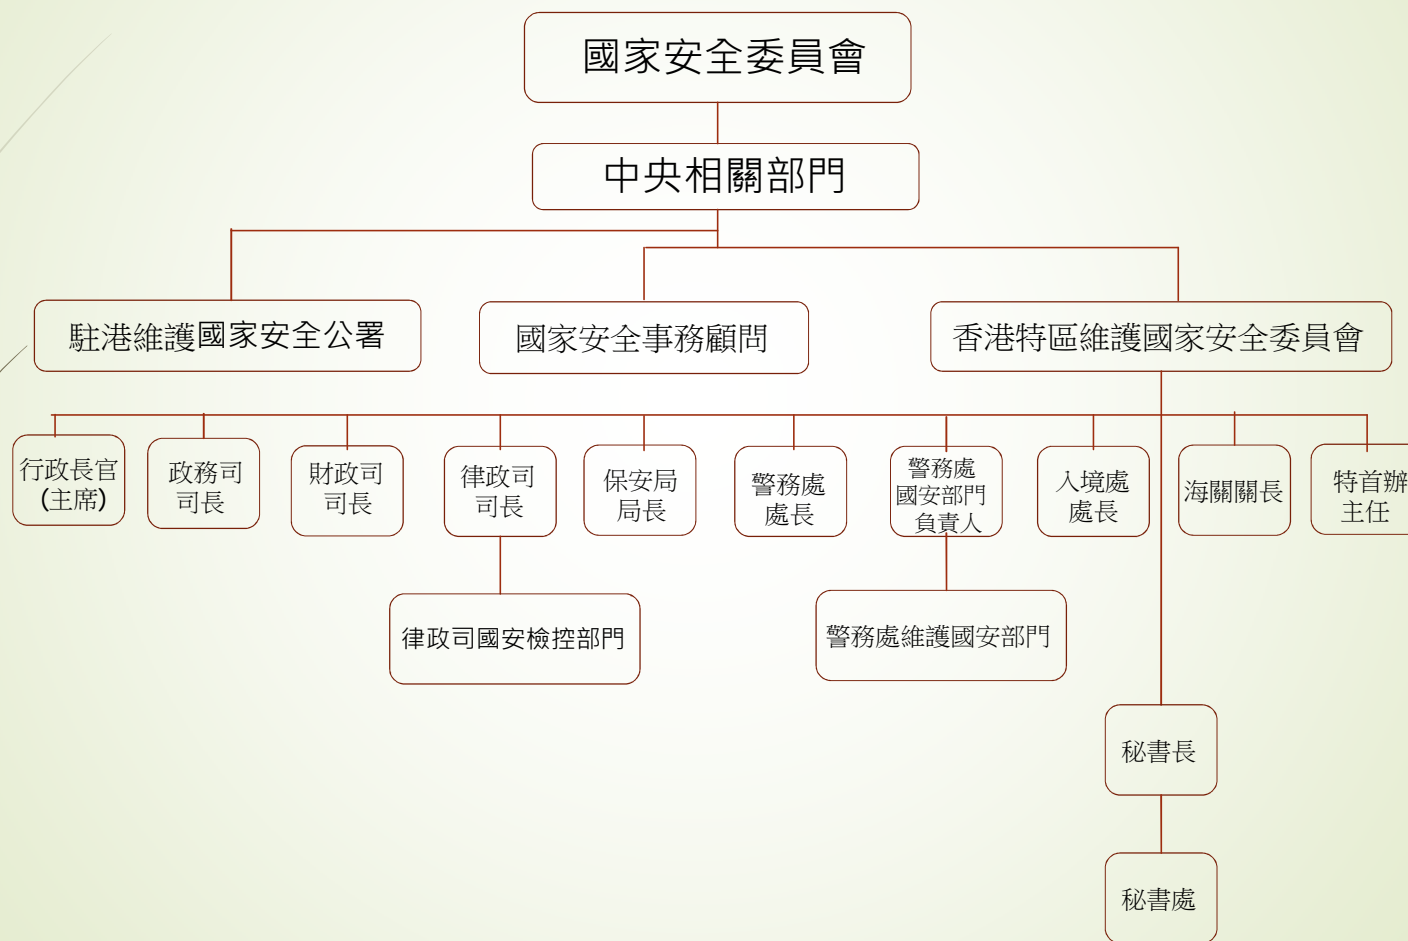 國家安全委員會
中央相關部門
駐港維護國家安全公署
國家安全事務顧問
香港特區維護國家安全委員會
行政長官
(主席)
政務司
司長
財政司
司長
律政司
司長
保安局
局長
警務處
處長
警務處
國安部門
負責人
入境處
處長
海關關長
特首辦
主任
律政司國安檢控部門
警務處維護國安部門
秘書長
秘書處